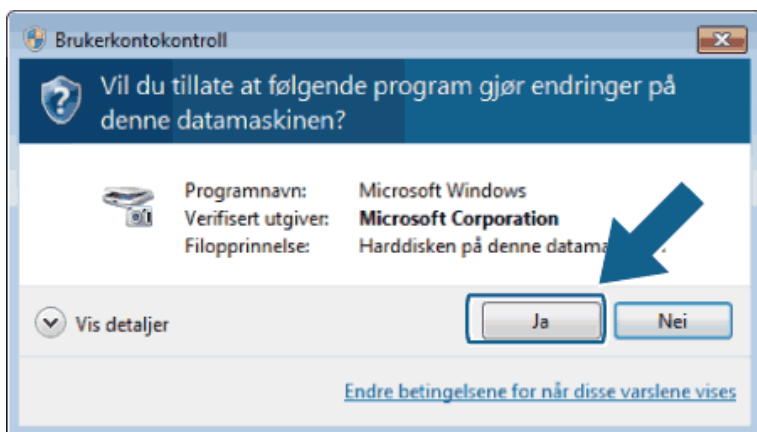 Brukerkontokontroll
Vil du tillate at følgende program gjør endringer på
denne datamaskinen?
Programnavn: Microsoft Windows
Verifisert utgiver: Microsoft Corporation
Filopprinnelse: Harddisken på denne
Vis detaljer Ja Nei
Endre betingelsene for når disse varslene vises